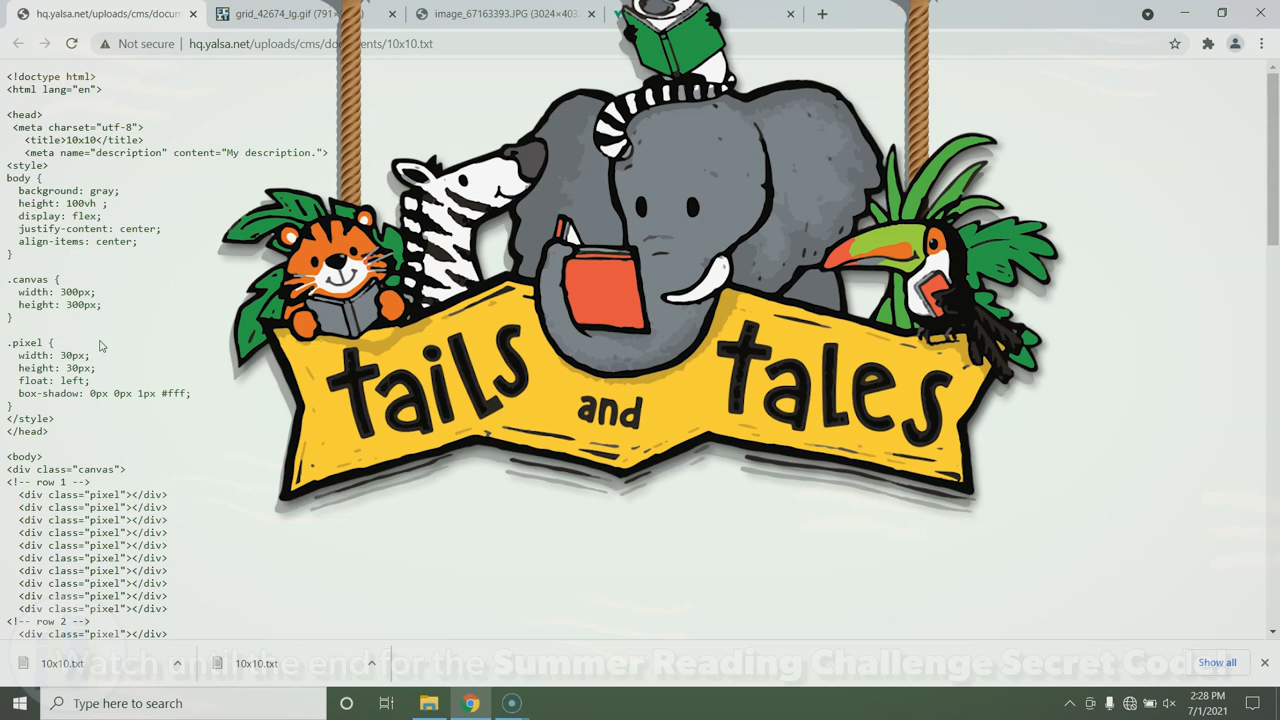 hq.yalsa.net/uploads/cms/docum
grid_42674_lg.gif (791×
image_67163393.JPG (3024×403
Not secure
hq.yalsa.net/uploads/cms/documents/10x10.txt
<!doctype html>
<html lang="en">
<head>
<meta charset="utf-8">
<title>10x10</title>
<meta name="description" content="My description.">
<style>
body {
background: gray;
height: 100vh ;
display: flex;
justify-content: center;
align-items: center;
}
.canvas {
width: 300px;
height: 300px;
}
.pixel {
width: 30px;
height: 30px;
float: left;
box-shadow: 0px 0px 1px #fff;
}
</style>
</head>
<body>
<div class="canvas">
<!-- row 1 -->
<div class="pixel"></div>
<div class="pixel"></div>
<div class="pixel"></div>
<div class="pixel"></div>
<div class="pixel"></div>
<div class="pixel"></div>
<div class="pixel"></div>
<div class="pixel"></div>
<div class="pixel"></div>
<div class="pixel"></div>
<!-- row 2 -->
<div class="pixel"></div>
tails and tales
Watch until the end for the Summer Reading Challenge Secret Code!
10x10.txt
10x10.txt
Show all
Type here to search
2:28 PM
7/1/2021